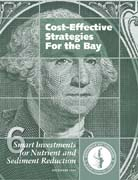 Cost-Effective
Strategies
For the Bay
6
Smart Investments
for Nutrient and
Sediment Reduction